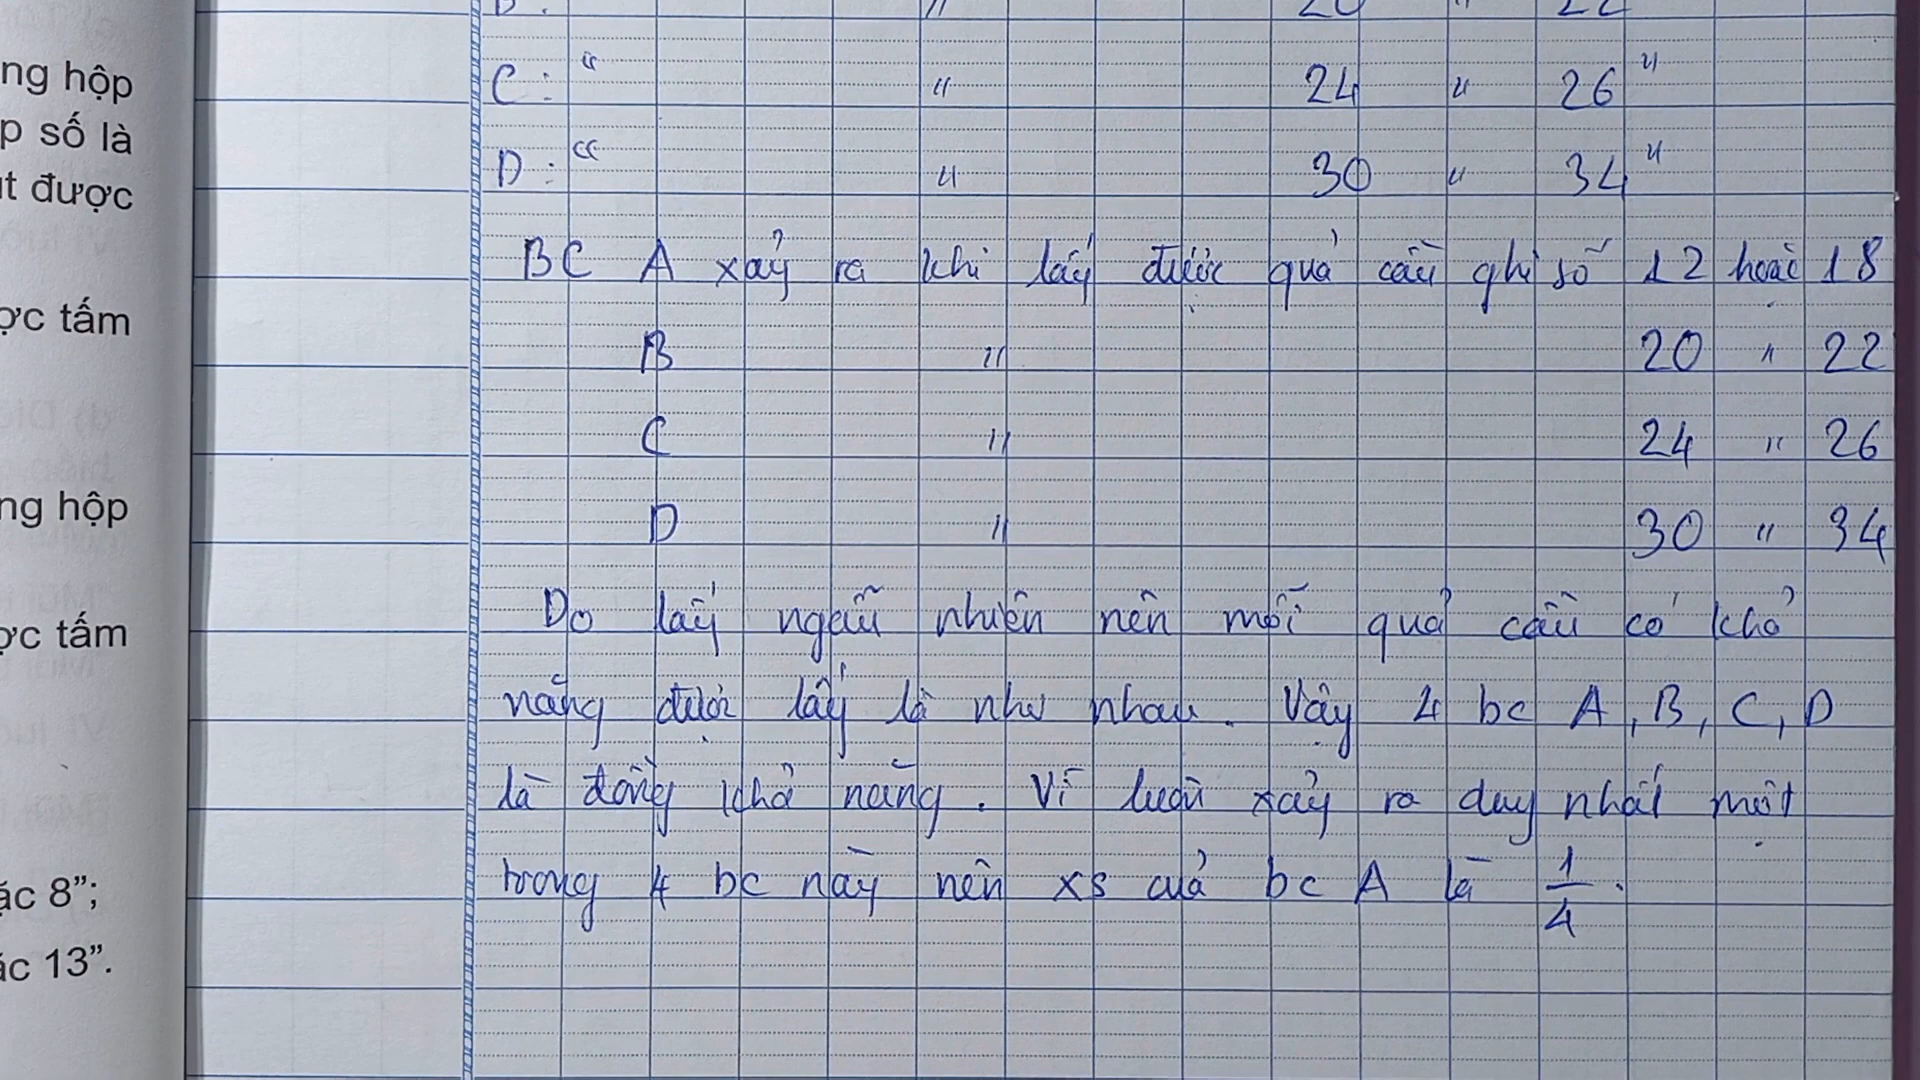 ng hộp
p số là
t được
ợc tấm
ng hộp
ợc tấm
ặc 8”;
ặc 13”.
20 " 22
C: “ " 24 " 26 "
D: “ " 30 " 34 "
BC A xảy ra khi lấy được quả cầu ghi số 12 hoặc 18
B " 20 " 22
C " 24 " 26
D " 30 " 34
Do lấy ngẫu nhiên nên mỗi quả cầu có khả
năng được lấy là như nhau. Vậy 4 bc A, B, C, D
là đồng khả năng. Vì luôn xảy ra duy nhất một
trong 4 bc này nên xs của bc A là 1/4.